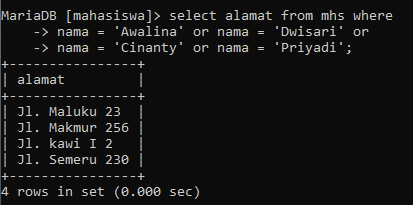 MariaDB [mahasiswa]> select alamat from mhs where
    -> nama = 'Awalina' or nama = 'Dwisari' or
    -> nama = 'Cinanty' or nama = 'Priyadi';
+----------------+
| alamat         |
+----------------+
| Jl. Maluku 23  |
| Jl. Makmur 256 |
| Jl. kawi I 2   |
| Jl. Semeru 230 |
+----------------+
4 rows in set (0.000 sec)